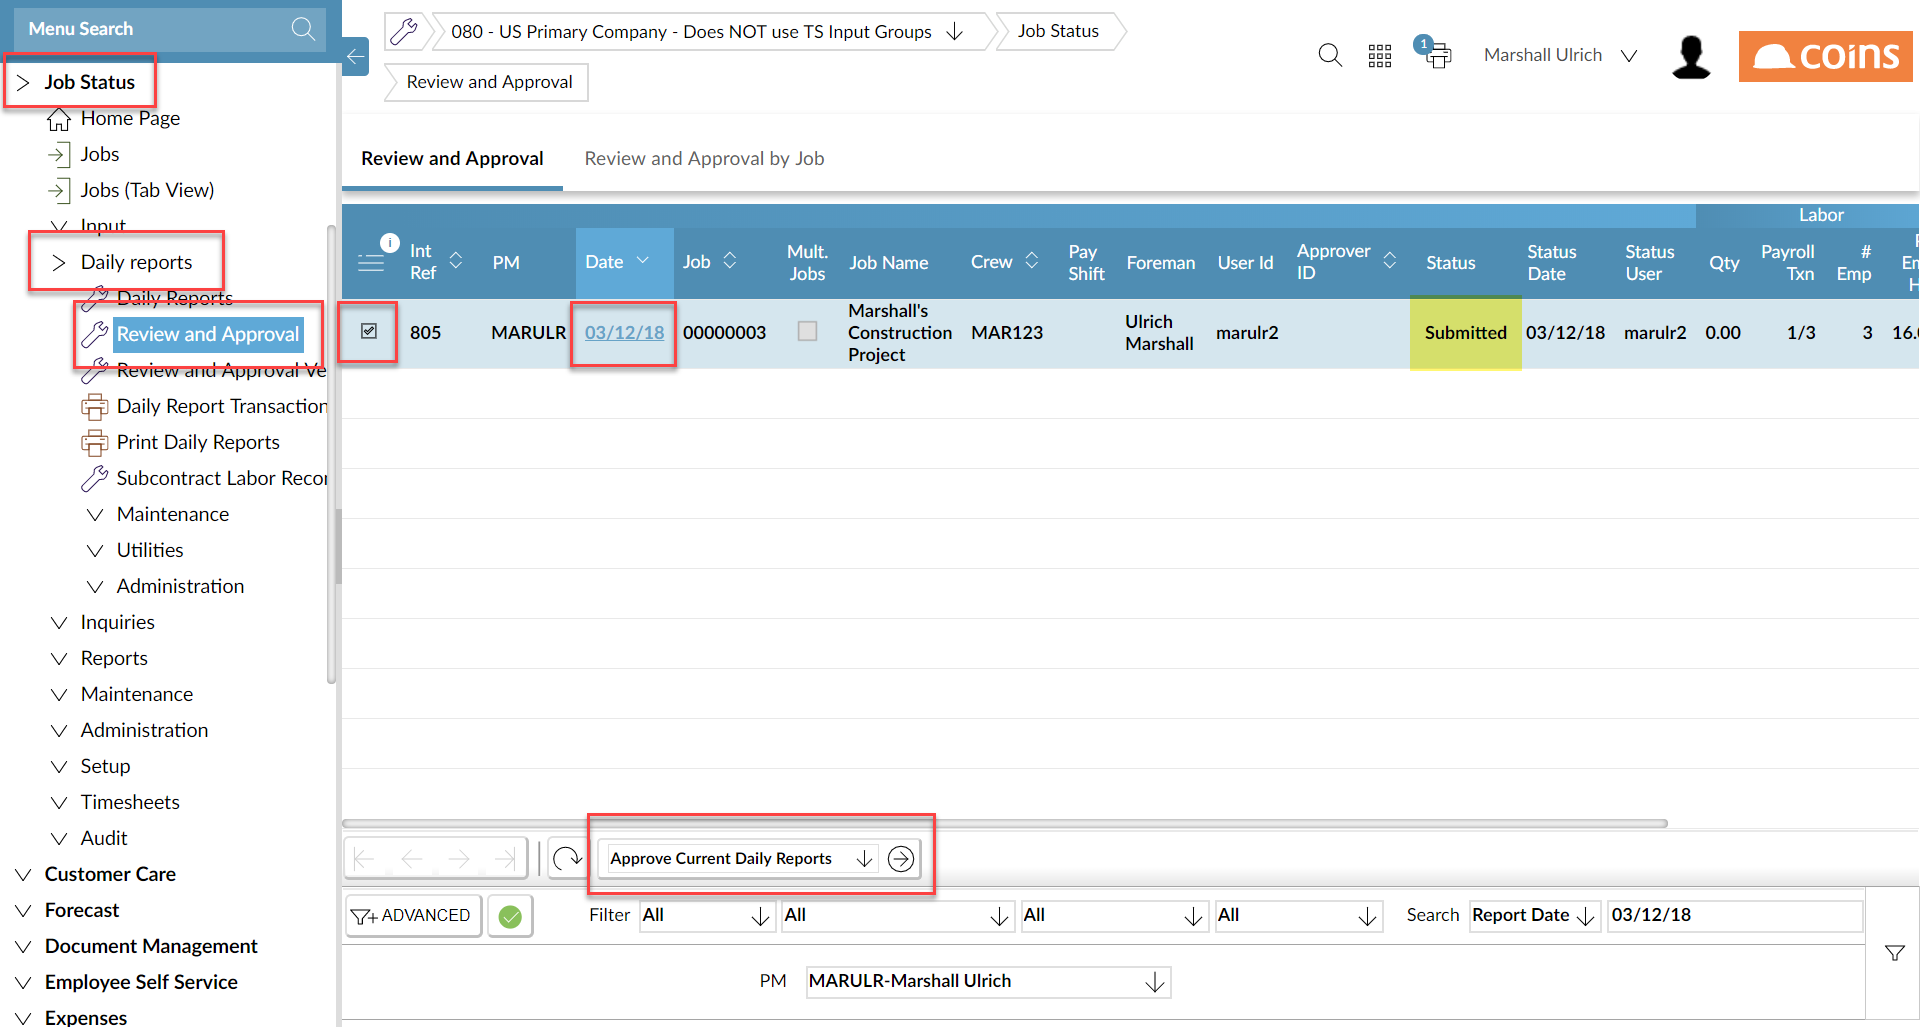 Menu Search
Job Status
Home Page
Jobs
Jobs (Tab View)
Input
Daily reports
Daily Reports
Review and Approval
Review and Approval Ve
Daily Report Transaction
Print Daily Reports
Subcontract Labor Recor
Maintenance
Utilities
Administration
Inquiries
Reports
Maintenance
Administration
Setup
Timesheets
Audit
Customer Care
Forecast
Document Management
Employee Self Service
Expenses
080 - US Primary Company - Does NOT use TS Input Groups
Job Status
Review and Approval
1
Marshall Ulrich
coins
Review and Approval
Review and Approval by Job
Labor
i
Int Ref
PM
Date
Job
Mult. Jobs
Job Name
Crew
Pay Shift
Foreman
User Id
Approver ID
Status
Status Date
Status User
Qty
Payroll Txn
# Emp
805
MARULR
03/12/18
00000003
Marshall's Construction Project
MAR123
Ulrich Marshall
marulr2
Submitted
03/12/18
marulr2
0.00
1/3
3
16.
Approve Current Daily Reports
ADVANCED
Filter
All
All
All
All
Search
Report Date
03/12/18
PM
MARULR-Marshall Ulrich